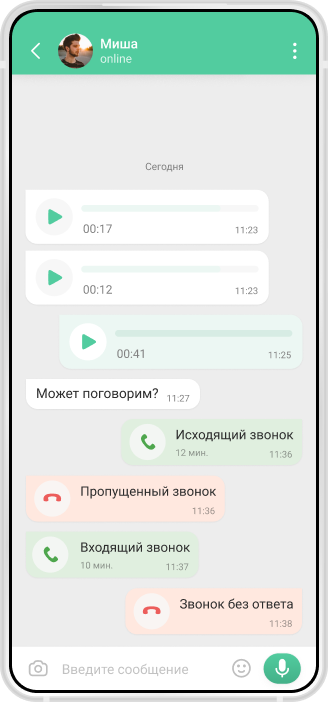 Миша
online
Сегодня
00:17
11:23
00:12
11:23
00:41
11:25
Может поговорим? 11:27
Исходящий звонок
12 мин. 11:36
Пропущенный звонок
11:36
Входящий звонок
10 мин. 11:37
Звонок без ответа
11:38
Введите сообщение